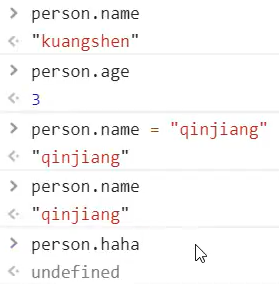 > person.name
<· "kuangshen"
> person.age
<· 3
> person.name = "qinjiang"
<· "qinjiang"
> person.name
<· "qinjiang"
> person.haha
<· undefined